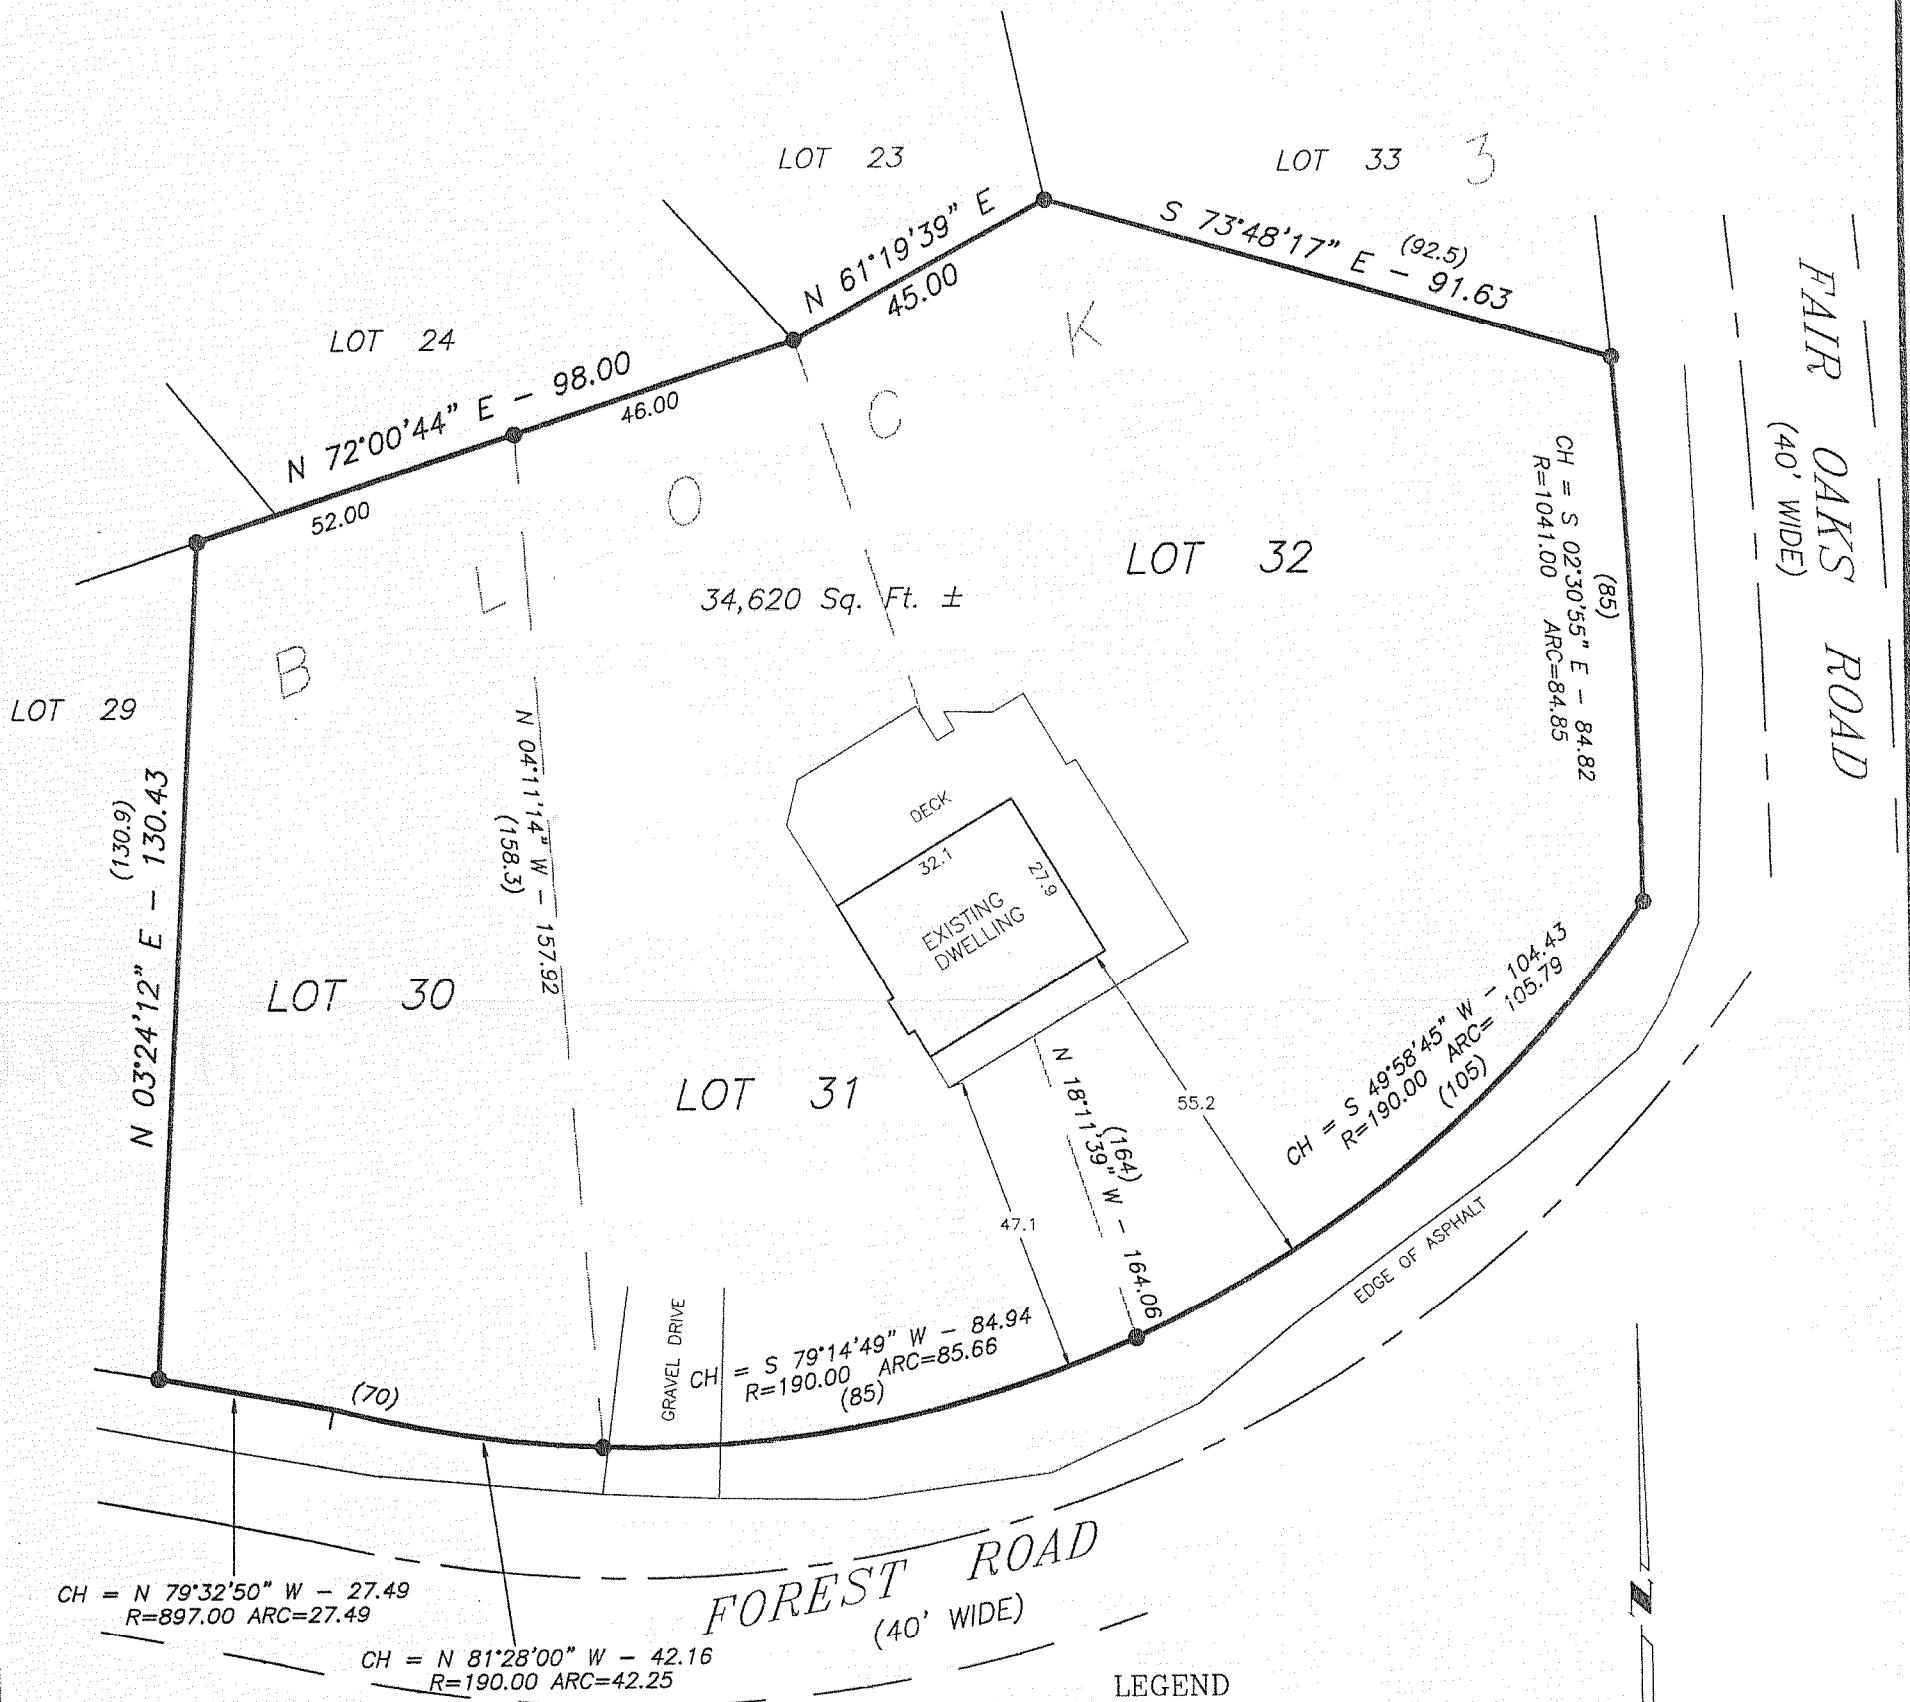 LOT 23
LOT 33
3
N 61°19'39" E
45.00
S 73°48'17" E - 91.63
(92.5)
LOT 24
N 72°00'44" E - 98.00
46.00
52.00
B L O C K
FAIR OAKS ROAD
(40' WIDE)
LOT 32
34,620 Sq. Ft. ±
(85)
CH = S 02°30'55" E - 84.82
R=1041.00 ARC=84.85
LOT 29
(130.9)
N 03°24'12" E - 130.43
N 04°11'14" W - 157.92
(158.3)
DECK
32.1
27.9
EXISTING
DWELLING
LOT 30
LOT 31
(164)
N 18°11'39" W - 164.06
55.2
47.1
CH = S 49°58'45" W - 104.43
R=190.00 ARC= 105.79
(105)
EDGE OF ASPHALT
GRAVEL DRIVE
CH = S 79°14'49" W - 84.94
R=190.00 ARC=85.66
(85)
(70)
FOREST ROAD
(40' WIDE)
CH = N 79°32'50" W - 27.49
R=897.00 ARC=27.49
CH = N 81°28'00" W - 42.16
R=190.00 ARC=42.25
N
LEGEND